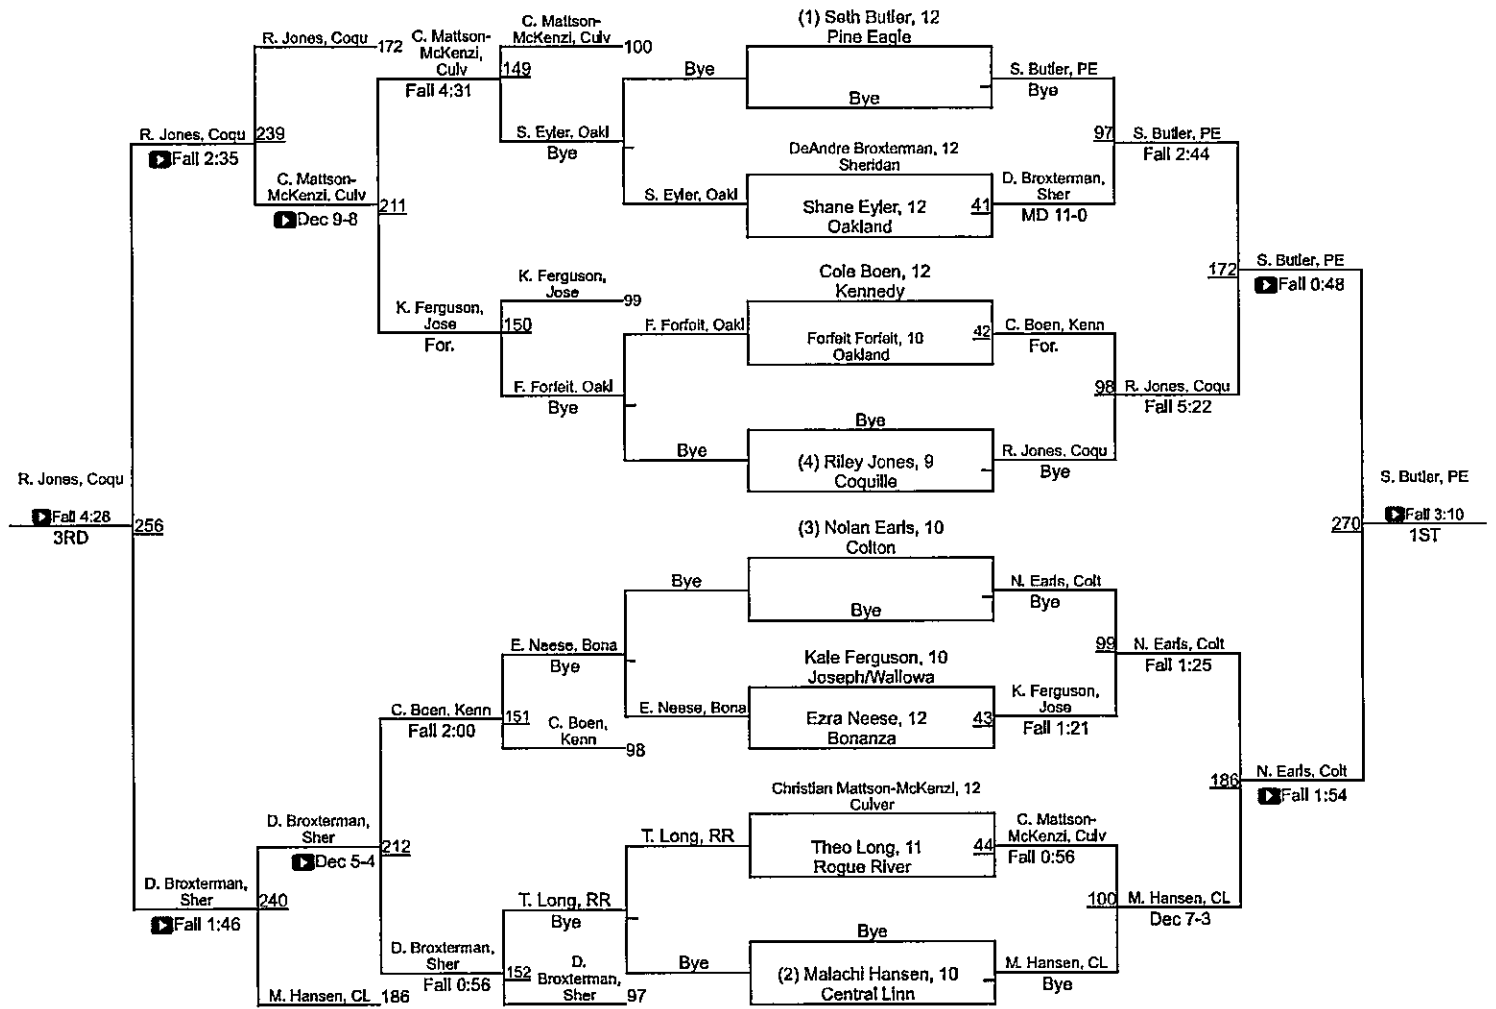 R. Jones, Coqu
172
R. Jones, Coqu
239
Fall 2:35
C. Mattson-
McKenzi, Culv
Dec 9-8
211
C. Mattson-
McKenzi,
Culv
Fall 4:31
149
C. Mattson-
McKenzi, Culv
100
S. Eyler, Oakl
Bye
Bye
S. Eyler, Oakl
K. Ferguson,
Jose
For.
150
K. Ferguson,
Jose
99
F. Forfeit, Oakl
Bye
F. Forfeit, Oakl
Bye
R. Jones, Coqu
Fall 4:28
3RD
256
E. Neese, Bona
Bye
Bye
E. Neese, Bona
C. Boen, Kenn
Fall 2:00
151
C. Boen,
Kenn
98
D. Broxterman,
Sher
Dec 5-4
212
D. Broxterman,
Sher
Fall 1:46
240
M. Hansen, CL
186
D. Broxterman,
Sher
Fall 0:56
152
T. Long, RR
Bye
T. Long, RR
Bye
D.
Broxterman,
Sher
97
(1) Seth Butler, 12
Pine Eagle
Bye
DeAndre Broxterman, 12
Sheridan
Shane Eyler, 12
Oakland
41
Cole Boen, 12
Kennedy
Forfeit Forfeit, 10
Oakland
42
Bye
(4) Riley Jones, 9
Coquille
(3) Nolan Earls, 10
Colton
Bye
Kale Ferguson, 10
Joseph/Wallowa
Ezra Neese, 12
Bonanza
43
Christian Mattson-McKenzi, 12
Culver
Theo Long, 11
Rogue River
44
Bye
(2) Malachi Hansen, 10
Central Linn
S. Butler, PE
Bye
97
D. Broxterman,
Sher
MD 11-0
S. Butler, PE
Fall 2:44
C. Boen, Kenn
For.
98
R. Jones, Coqu
Bye
R. Jones, Coqu
Fall 5:22
172
S. Butler, PE
Fall 0:48
N. Earls, Colt
Bye
99
K. Ferguson,
Jose
Fall 1:21
N. Earls, Colt
Fall 1:25
C. Mattson-
McKenzi, Culv
Fall 0:56
100
M. Hansen, CL
Bye
M. Hansen, CL
Dec 7-3
186
N. Earls, Colt
Fall 1:54
270
S. Butler, PE
Fall 3:10
1ST